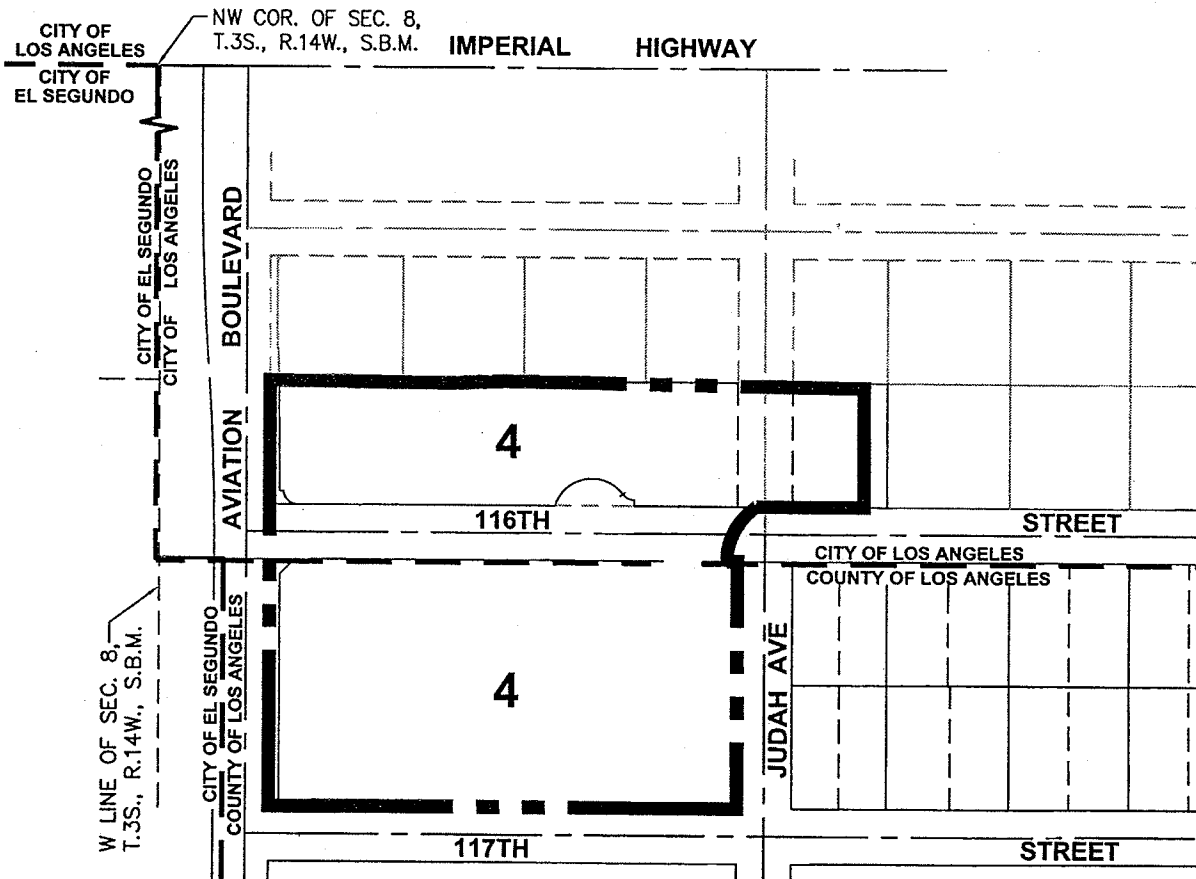 CITY OF
LOS ANGELES
CITY OF
EL SEGUNDO
NW COR. OF SEC. 8,
T.3S., R.14W., S.B.M.
IMPERIAL HIGHWAY
CITY OF EL SEGUNDO
CITY OF LOS ANGELES
AVIATION BOULEVARD
4
116TH STREET
CITY OF LOS ANGELES
COUNTY OF LOS ANGELES
W LINE OF SEC. 8,
T.3S., R.14W., S.B.M.
CITY OF EL SEGUNDO
COUNTY OF LOS ANGELES
4
JUDAH AVE
117TH STREET